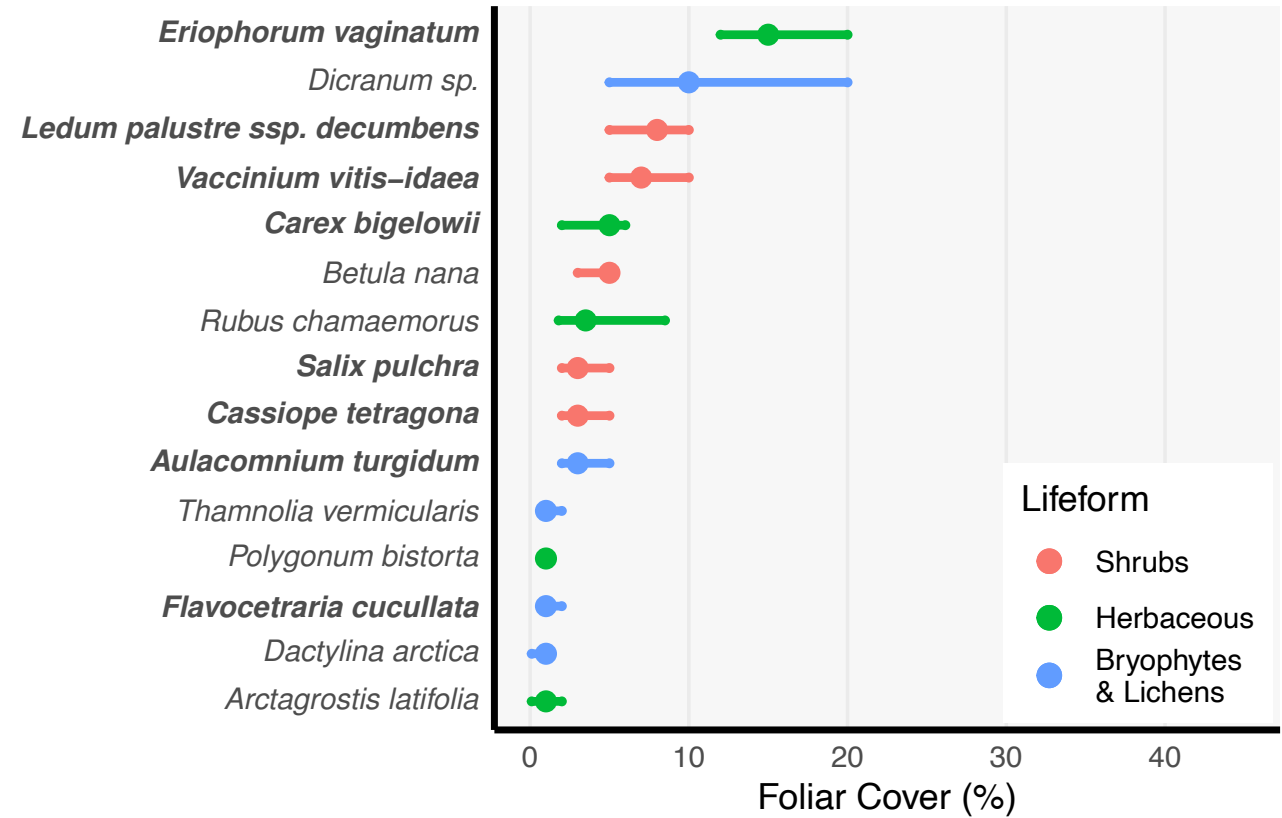 Eriophorum vaginatum
Dicranum sp.
Ledum palustre ssp. decumbens
Vaccinium vitis–idaea
Carex bigelowii
Betula nana
Rubus chamaemorus
Salix pulchra
Cassiope tetragona
Aulacomnium turgidum
Thamnolia vermicularis
Polygonum bistorta
Flavocetraria cucullata
Dactylina arctica
Arctagrostis latifolia
Lifeform
Shrubs
Herbaceous
Bryophytes
& Lichens
0 10 20 30 40
Foliar Cover (%)